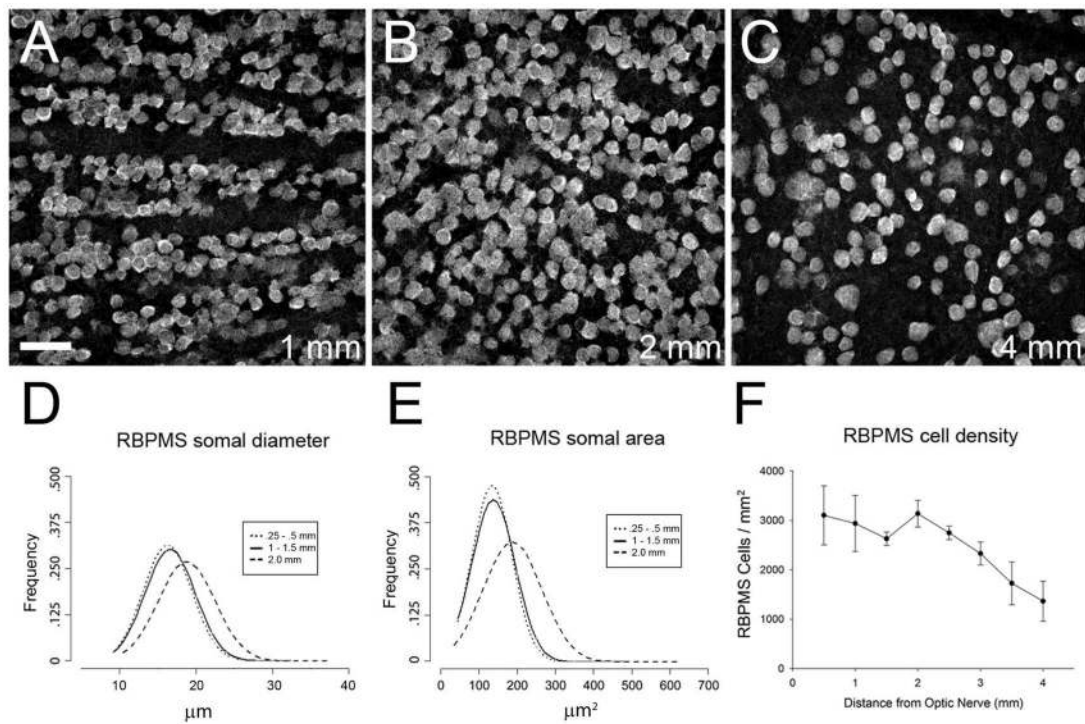 A
B
C
1 mm
2 mm
4 mm
D
E
F
RBPMS somal diameter
RBPMS somal area
RBPMS cell density
Frequency
.500
.375
.250
.125
0
.25 - .5 mm
1 - 1.5 mm
2.0 mm
10
20
30
40
μm
Frequency
.500
.375
.250
.125
0
.25 - .5 mm
1 - 1.5 mm
2.0 mm
0
100
200
300
400
500
600
700
μm²
RBPMS Cells / mm²
4000
3000
2000
1000
0
1
2
3
4
Distance from Optic Nerve (mm)